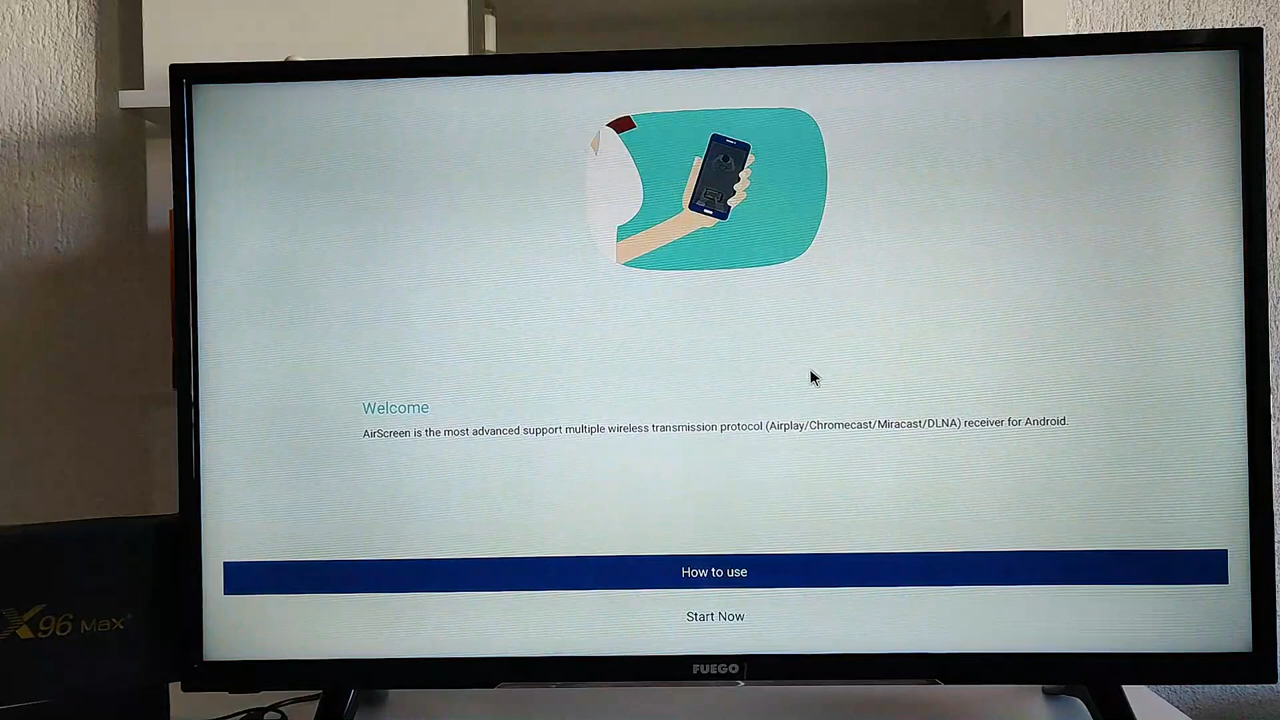 Welcome
AirScreen is the most advanced support multiple wireless transmission protocol (Airplay/Chromecast/Miracast/DLNA) receiver for Android.
How to use
Start Now
X96 Max+
FUEGO